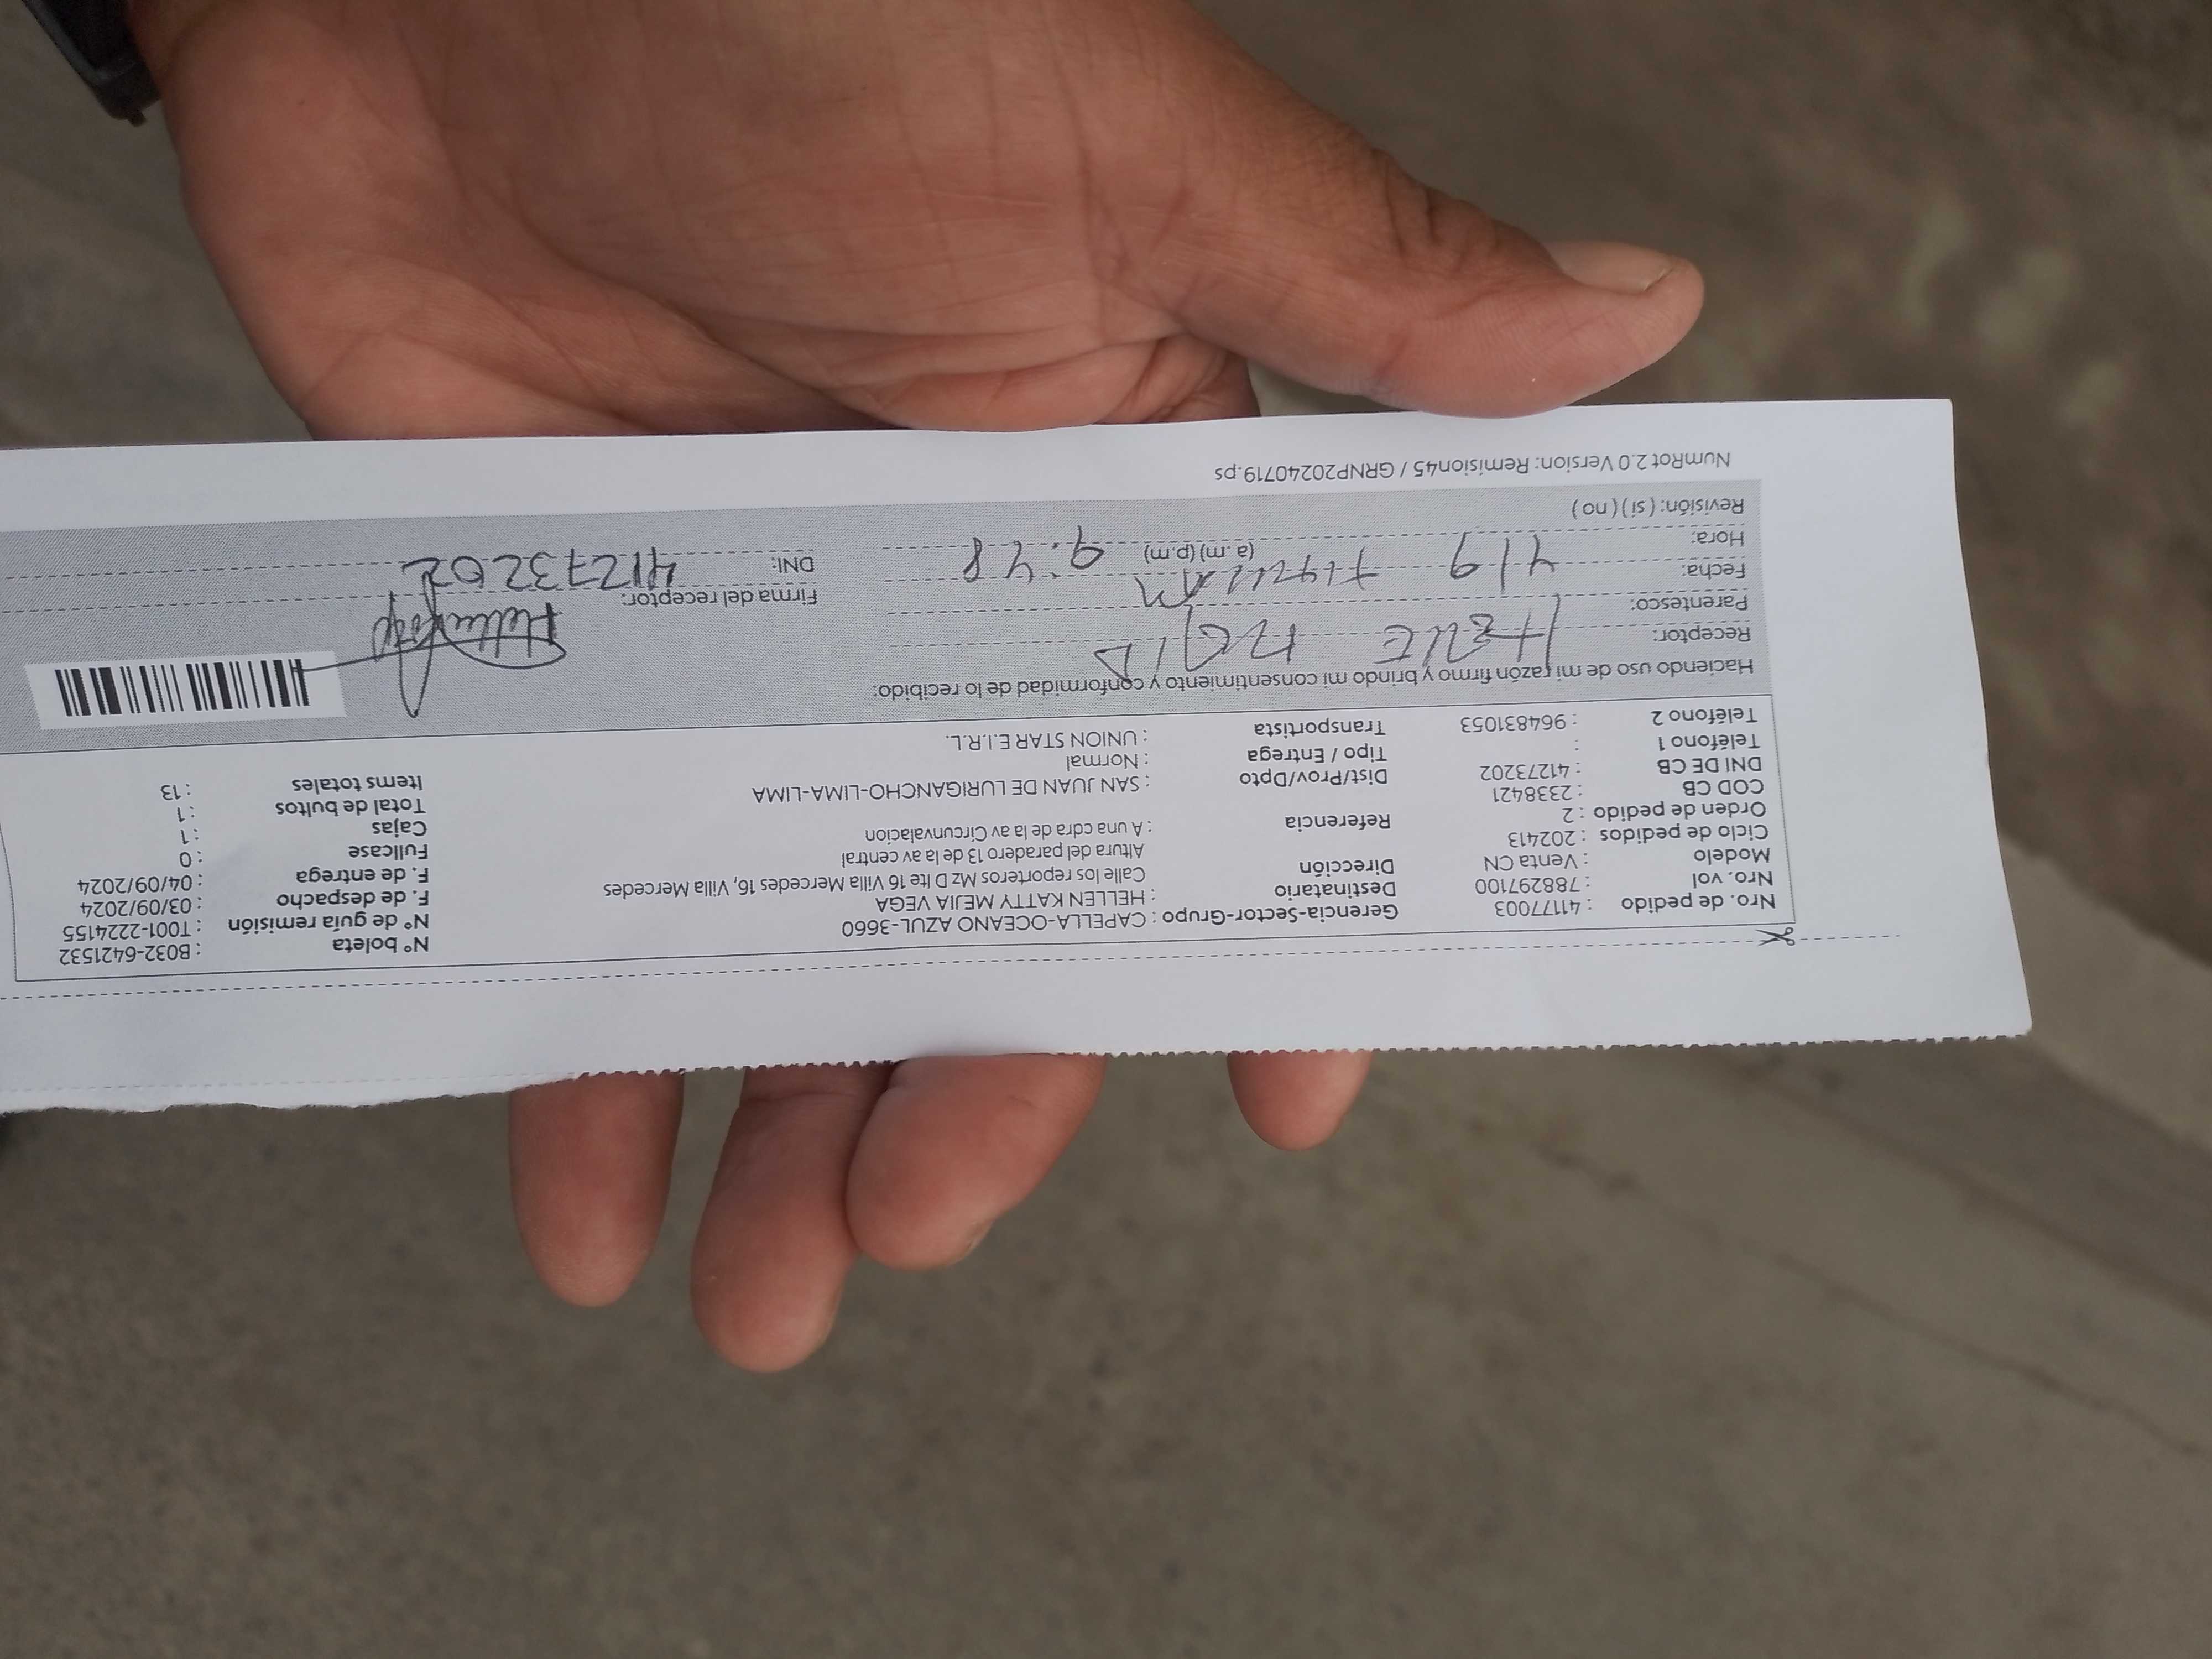 Nro. de pedido : 41177003 Gerencia-Sector-Grupo : CAPELLA-OCEANO AZUL-3660 N° boleta : B032-6421532
Nro. vol : 788297100 Destinatario : HELLEN KATTY MEJIA VEGA N° de guía remisión : T001-2224155
Modelo : Venta CN Dirección Calle los reporteros Mz D lte 16 Villa Mercedes 16, Villa Mercedes F. de despacho : 03/09/2024
Ciclo de pedidos : 202413 Altura del paradero 13 de la av central F. de entrega : 04/09/2024
Orden de pedido : 2 Referencia : A una cdra de la av Circunvalacion Fullcase : 0
COD CB : 2338421 Cajas : 1
DNI DE CB : 41273202 Dist/Prov/Dpto : SAN JUAN DE LURIGANCHO-LIMA-LIMA Total de bultos : 1
Teléfono 1 : Tipo / Entrega : Normal Items totales : 13
Teléfono 2 : 964831053 Transportista : UNION STAR E.I.R.L.
Haciendo uso de mi razón firmo y brindo mi consentimiento y conformidad de lo recibido:
Receptor:
Parentesco: Firma del receptor:
Fecha: 4/9
Hora: (a. m) (p.m) 9:48 DNI: 41273202
Revisión: ( sí ) ( no )
NumRot 2.0 Version: Remision45 / GRNP20240719.ps